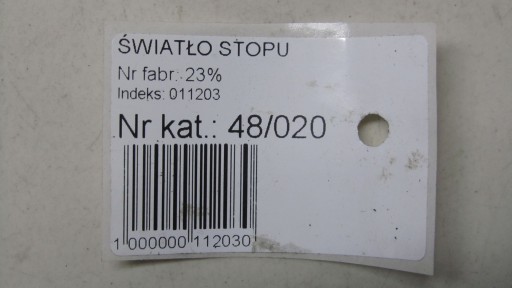 ŚWIATŁO STOPU
Nr fabr.: 23%
Indeks: 011203
Nr kat.: 48/020
1 000000 112030